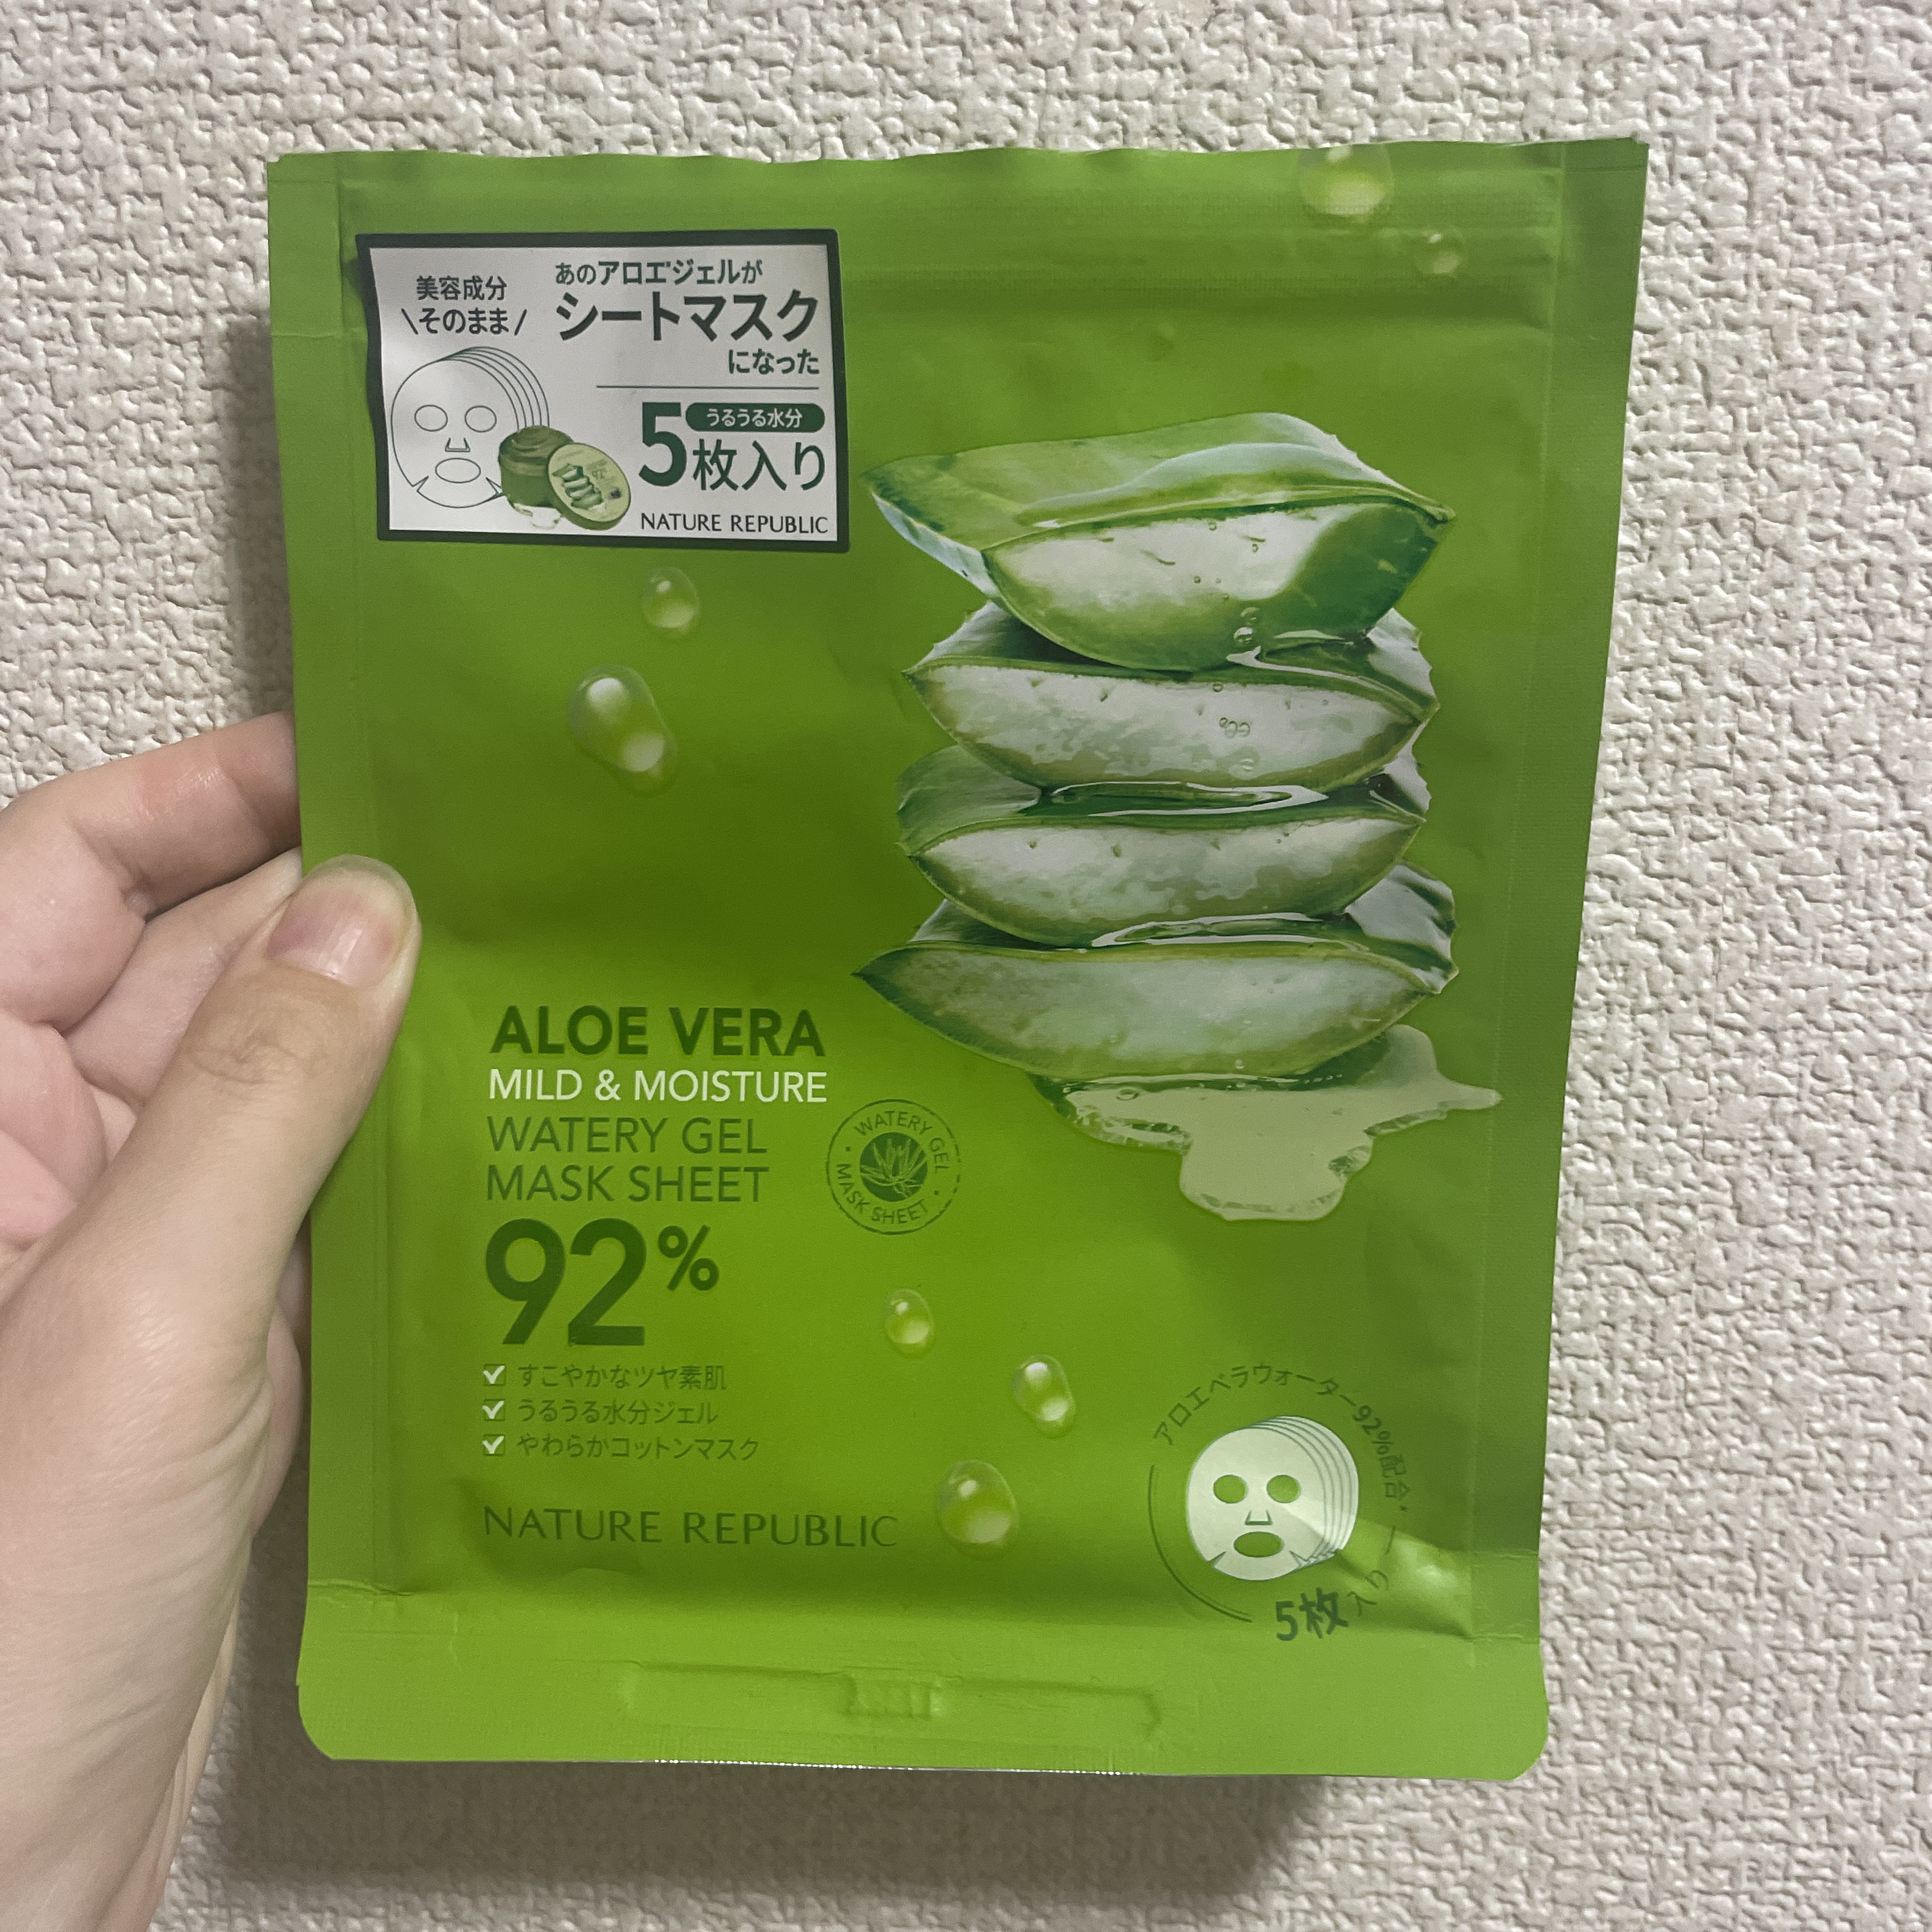 美容成分
\そのまま/
あのアロエ*ジェルが
シートマスク
になった
うるうる水分
5枚入り
NATURE REPUBLIC
ALOE VERA
MILD & MOISTURE
WATERY GEL
MASK SHEET
92%
WATERY GEL
MASK SHEET
すこやかなツヤ素肌
うるうる水分ジェル
やわらかコットンマスク
NATURE REPUBLIC
アロエベラウォーター92%配合*
5枚入り